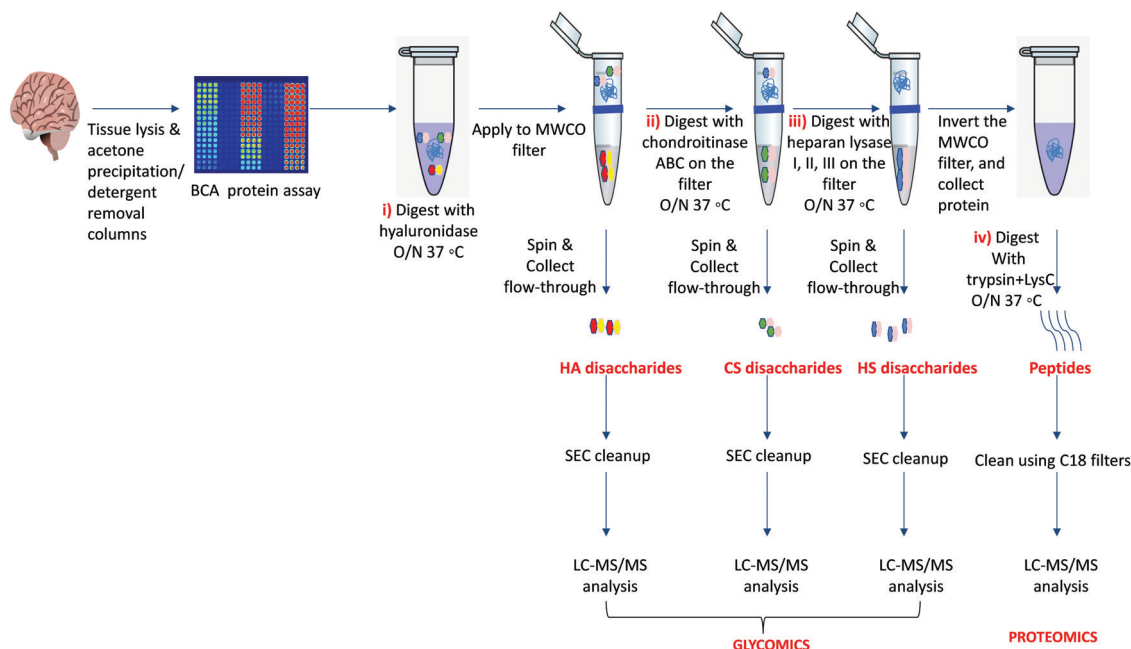 Tissue lysis &
acetone
precipitation/
detergent
removal
columns
BCA protein assay
i) Digest with
hyaluronidase
O/N 37 °C
Apply to MWCO
filter
ii) Digest with
chondroitinase
ABC on the
filter
O/N 37 °C
iii) Digest with
heparan lysase
I, II, III on the
filter
O/N 37 °C
Invert the
MWCO
filter, and
collect
protein
Spin &
Collect
flow-through
Spin &
Collect
flow-through
Spin &
Collect
flow-through
iv) Digest
With
trypsin+LysC
O/N 37 °C
HA disaccharides
CS disaccharides
HS disaccharides
Peptides
SEC cleanup
SEC cleanup
SEC cleanup
Clean using C18 filters
LC-MS/MS
analysis
LC-MS/MS
analysis
LC-MS/MS
analysis
LC-MS/MS
analysis
GLYCOMICS
PROTEOMICS